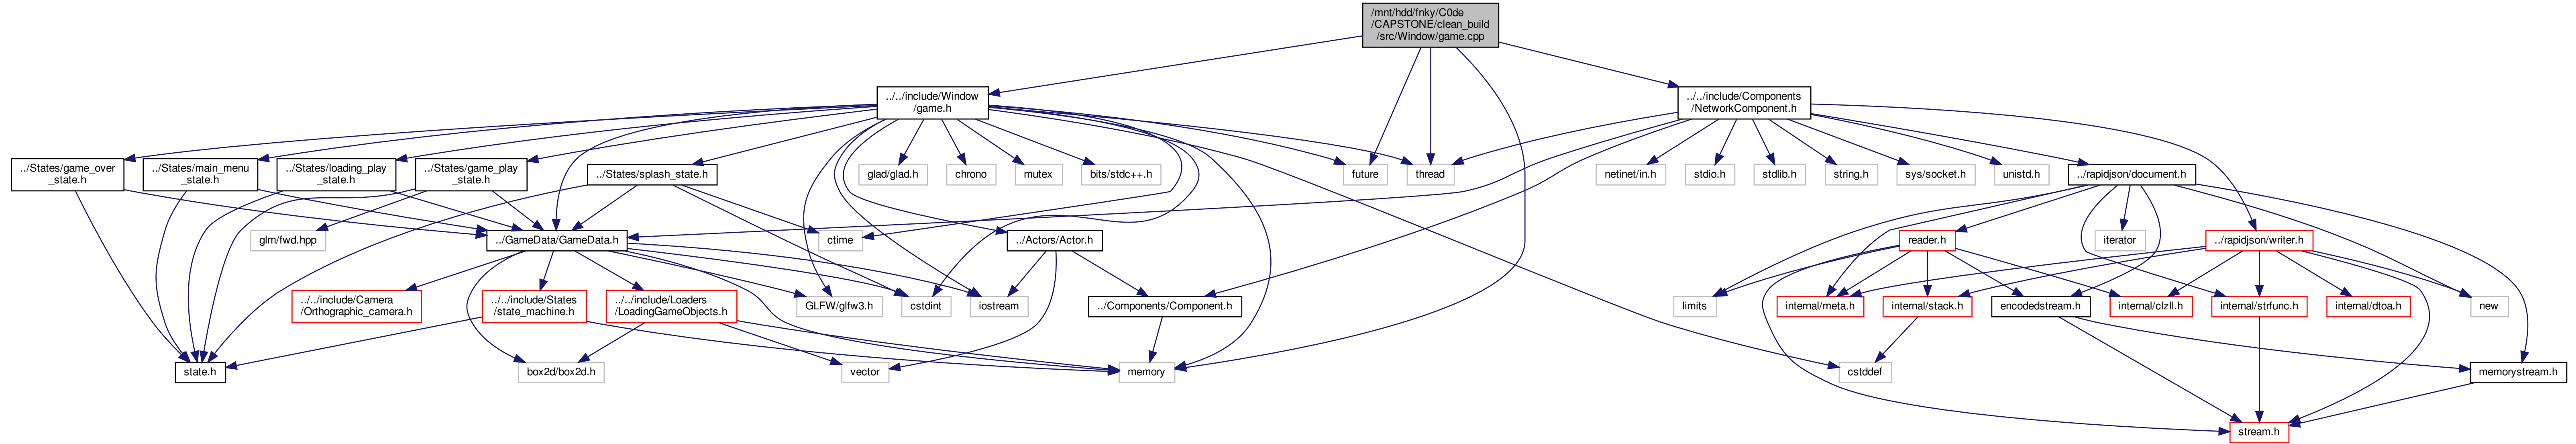 /mnt/hdd/fnky/C0de
/CAPSTONE/clean_build
/src/Window/game.cpp
../../include/Window
/game.h
../../include/Components
/NetworkComponent.h
../States/game_over
_state.h
../States/main_menu
_state.h
../States/loading_play
_state.h
../States/game_play
_state.h
../States/splash_state.h
glad/glad.h
chrono
mutex
bits/stdc++.h
future
thread
netinet/in.h
stdio.h
stdlib.h
string.h
sys/socket.h
unistd.h
../rapidjson/document.h
glm/fwd.hpp
../GameData/GameData.h
ctime
../Actors/Actor.h
reader.h
iterator
../rapidjson/writer.h
../../include/Camera
/Orthographic_camera.h
../../include/States
/state_machine.h
../../include/Loaders
/LoadingGameObjects.h
GLFW/glfw3.h
cstdint
iostream
../Components/Component.h
limits
internal/meta.h
internal/stack.h
encodedstream.h
internal/clzll.h
internal/strfunc.h
internal/dtoa.h
new
state.h
box2d/box2d.h
vector
memory
cstddef
memorystream.h
stream.h